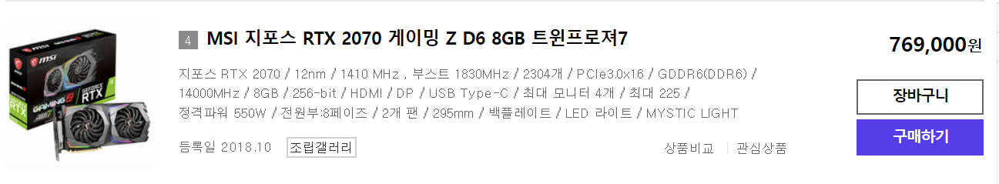 4 MSI 지포스 RTX 2070 게이밍 Z D6 8GB 트윈프로져7
769,000원
지포스 RTX 2070 / 12nm / 1410 MHz , 부스트 1830MHz / 2304개 / PCIe3.0x16 / GDDR6(DDR6) /
14000MHz / 8GB / 256-bit / HDMI / DP / USB Type-C / 최대 모니터 4개 / 최대 225 /
정격파워 550W / 전원부:8페이즈 / 2개 팬 / 295mm / 백플레이트 / LED 라이트 / MYSTIC LIGHT
장바구니
구매하기
등록일 2018.10 조립갤러리
상품비교 | 관심상품
msi
GEFORCE
RTX
GAMING Z